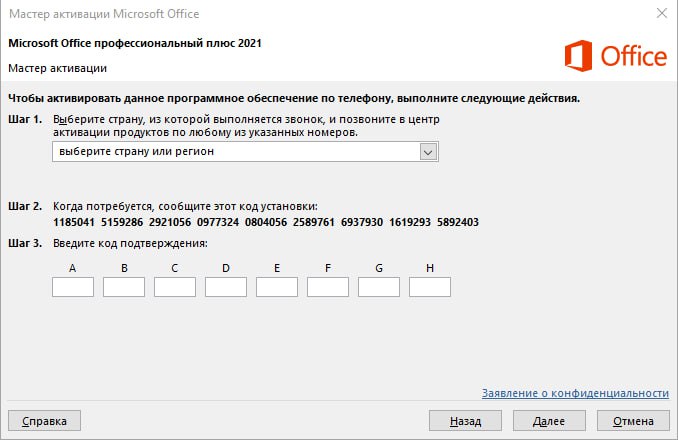 Мастер активации Microsoft Office
Microsoft Office профессиональный плюс 2021
Мастер активации
Office
Чтобы активировать данное программное обеспечение по телефону, выполните следующие действия.
Шаг 1. Выберите страну, из которой выполняется звонок, и позвоните в центр
активации продуктов по любому из указанных номеров.
выберите страну или регион
Шаг 2. Когда потребуется, сообщите этот код установки:
1185041 5159286 2921056 0977324 0804056 2589761 6937930 1619293 5892403
Шаг 3. Введите код подтверждения:
A B C D E F G H
Заявление о конфиденциальности
Справка Назад Далее Отмена